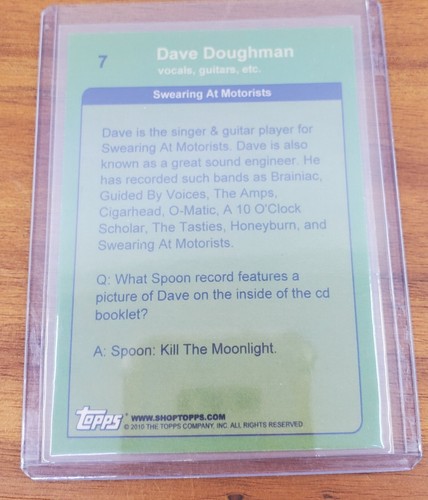 7
Dave Doughman
vocals, guitars, etc.
Swearing At Motorists
Dave is the singer & guitar player for
Swearing At Motorists. Dave is also
known as a great sound engineer. He
has recorded such bands as Brainiac,
Guided By Voices, The Amps,
Cigarhead, O-Matic, A 10 O'Clock
Scholar, The Tasties, Honeyburn, and
Swearing At Motorists.
Q: What Spoon record features a
picture of Dave on the inside of the cd
booklet?
A: Spoon: Kill The Moonlight.
topps® WWW.SHOPTOPPS.COM
© 2010 THE TOPPS COMPANY, INC. ALL RIGHTS RESERVED